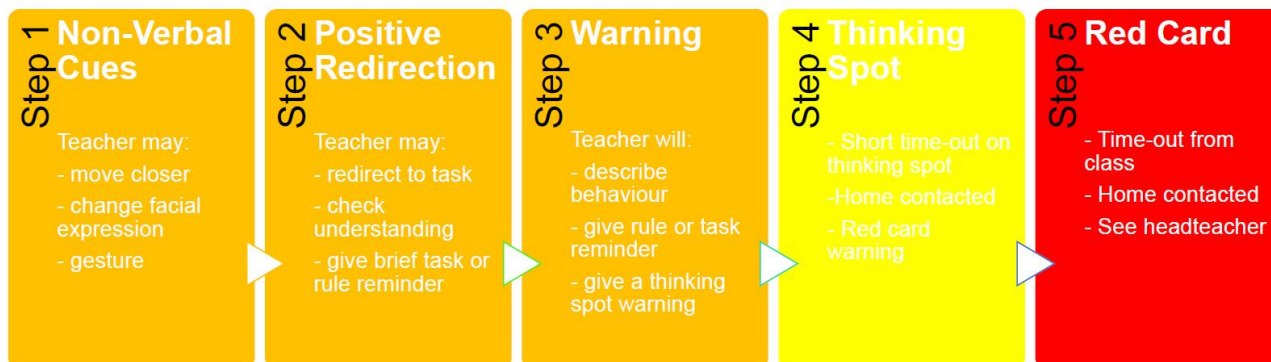 Step 1
Non-Verbal
Cues
Teacher may:
- move closer
- change facial
expression
- gesture
Step 2
Positive
Redirection
Teacher may:
- redirect to task
- check
understanding
- give brief task or
rule reminder
Step 3
Warning
Teacher will:
- describe
behaviour
- give rule or task
reminder
- give a thinking
spot warning
Step 4
Thinking
Spot
- Short time-out on
thinking spot
-Home contacted
- Red card
warning
Step 5
Red Card
- Time-out from
class
- Home contacted
- See headteacher